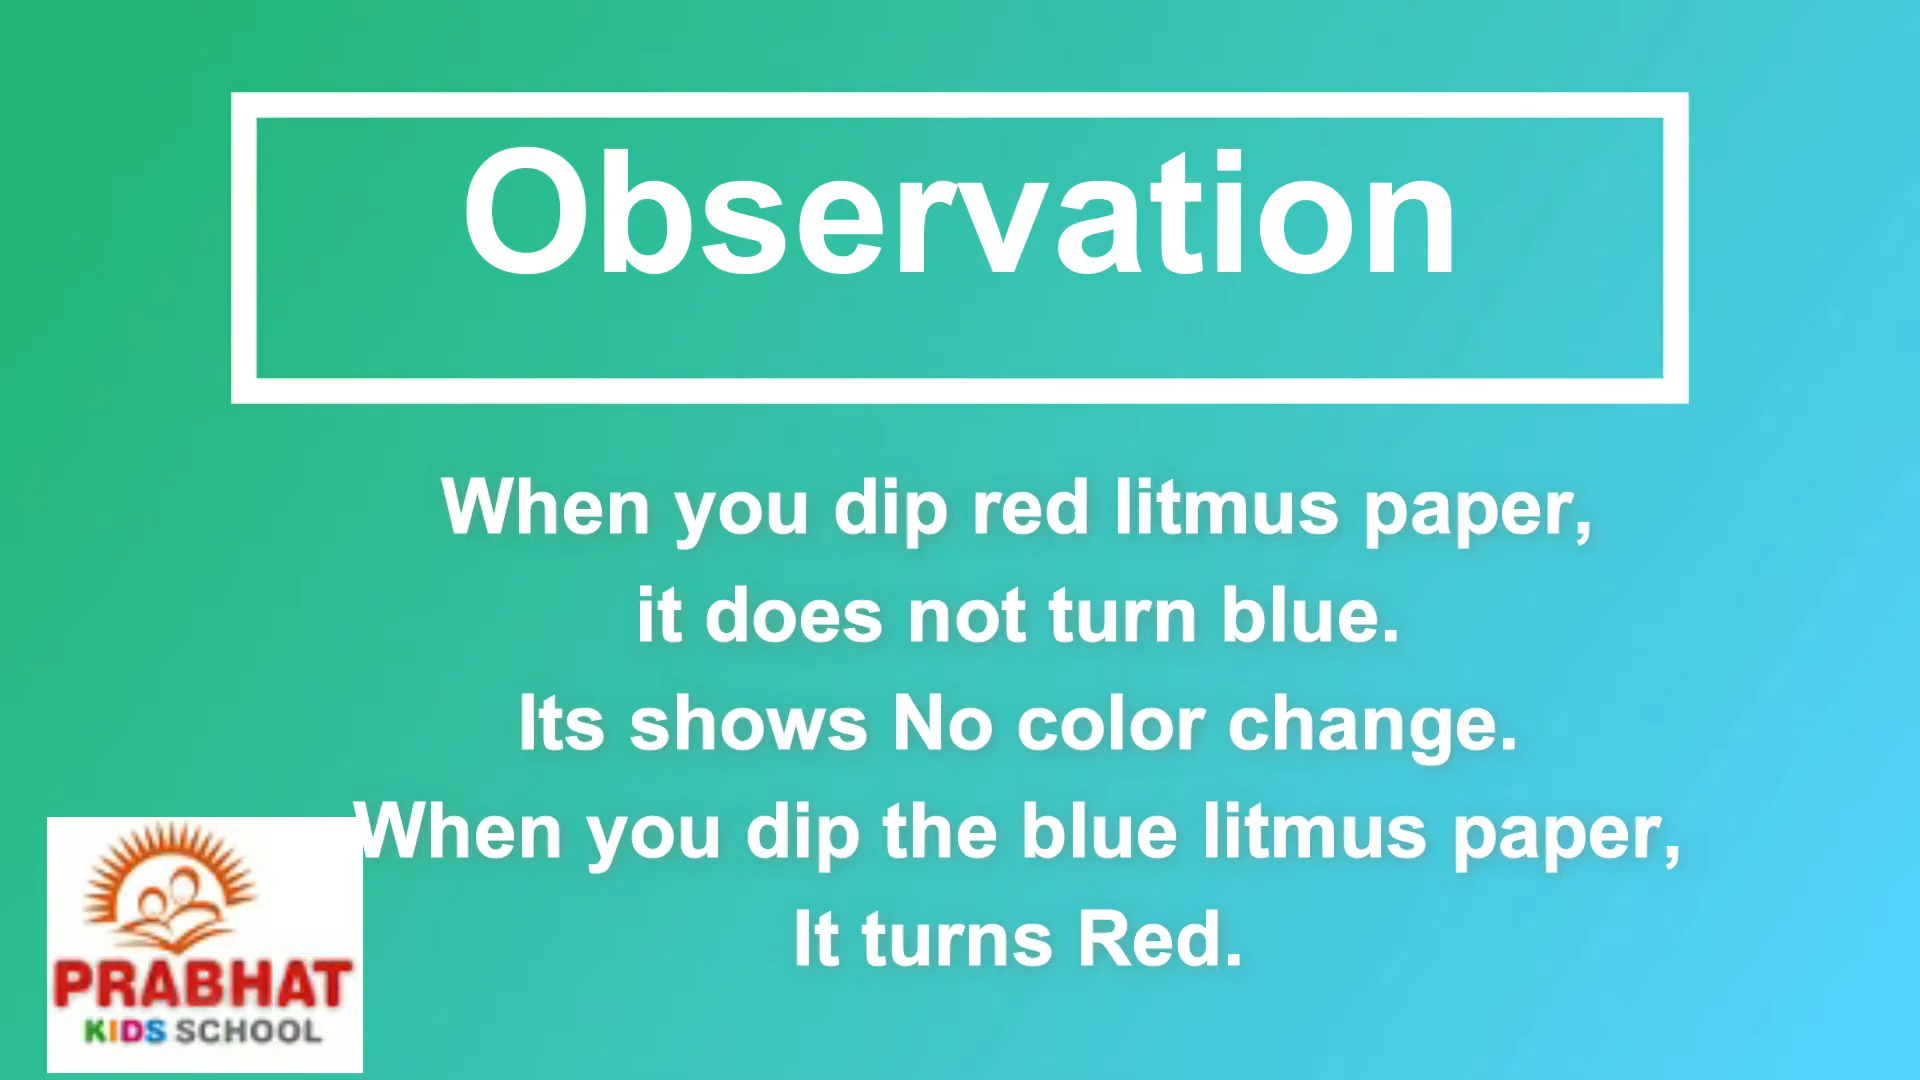 Observation
When you dip red litmus paper,
it does not turn blue.
Its shows No color change.
When you dip the blue litmus paper,
It turns Red.
PRABHAT
KIDS SCHOOL